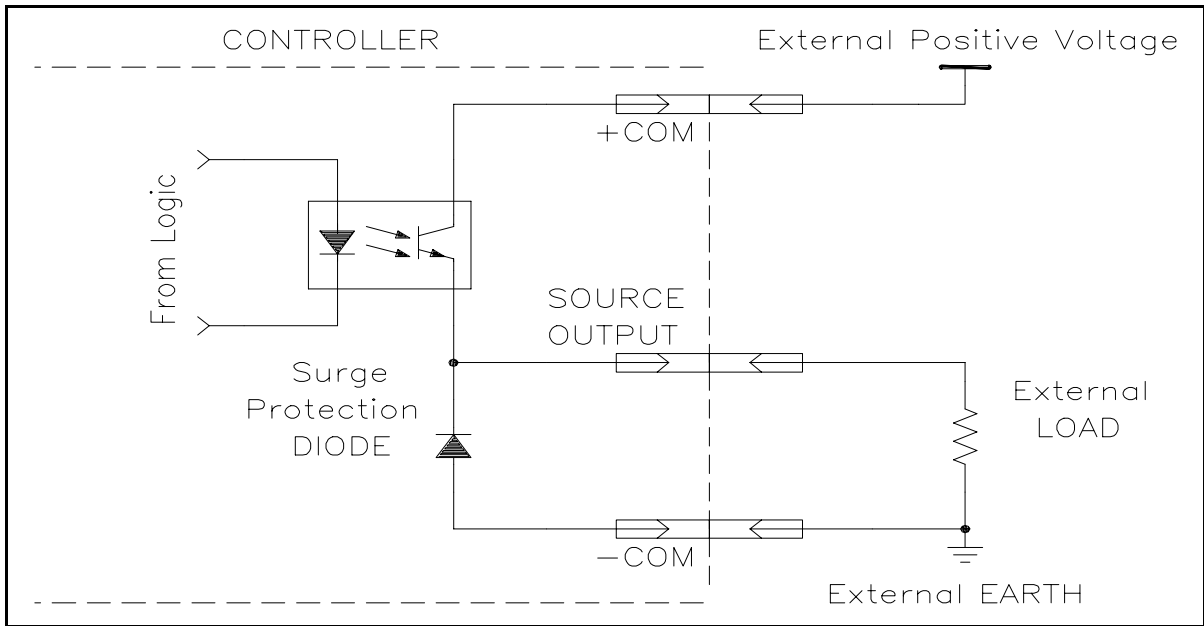 CONTROLLER
External Positive Voltage
+COM
From Logic
SOURCE
OUTPUT
Surge
Protection
DIODE
External
LOAD
−COM
External EARTH